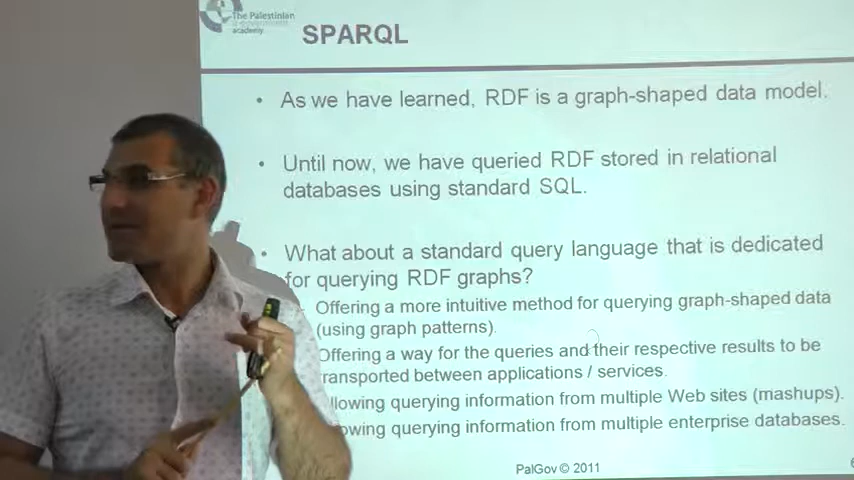 The Palestinian
e-government
academy
SPARQL
• As we have learned, RDF is a graph-shaped data model.
• Until now, we have queried RDF stored in relational
databases using standard SQL.
• What about a standard query language that is dedicated
for querying RDF graphs?
Offering a more intuitive method for querying graph-shaped data
(using graph patterns).
Offering a way for the queries and their respective results to be
ransported between applications / services.
llowing querying information from multiple Web sites (mashups).
owing querying information from multiple enterprise databases.
PalGov © 2011